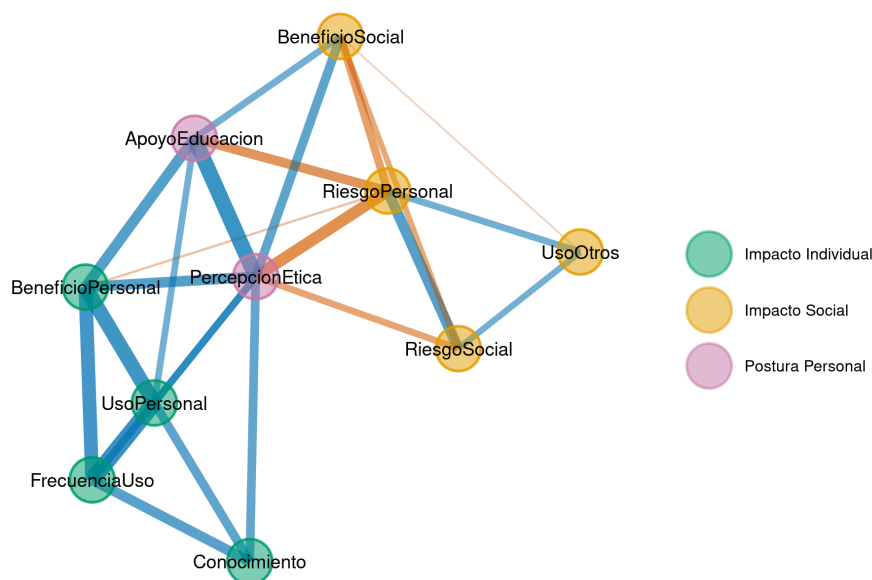 BeneficioSocial
ApoyoEducacion
RiesgoPersonal
UsoOtros
Impacto Individual
PercepcionEtica
BeneficioPersonal
Impacto Social
RiesgoSocial
Postura Personal
UsoPersonal
FrecuenciaUso
Conocimiento